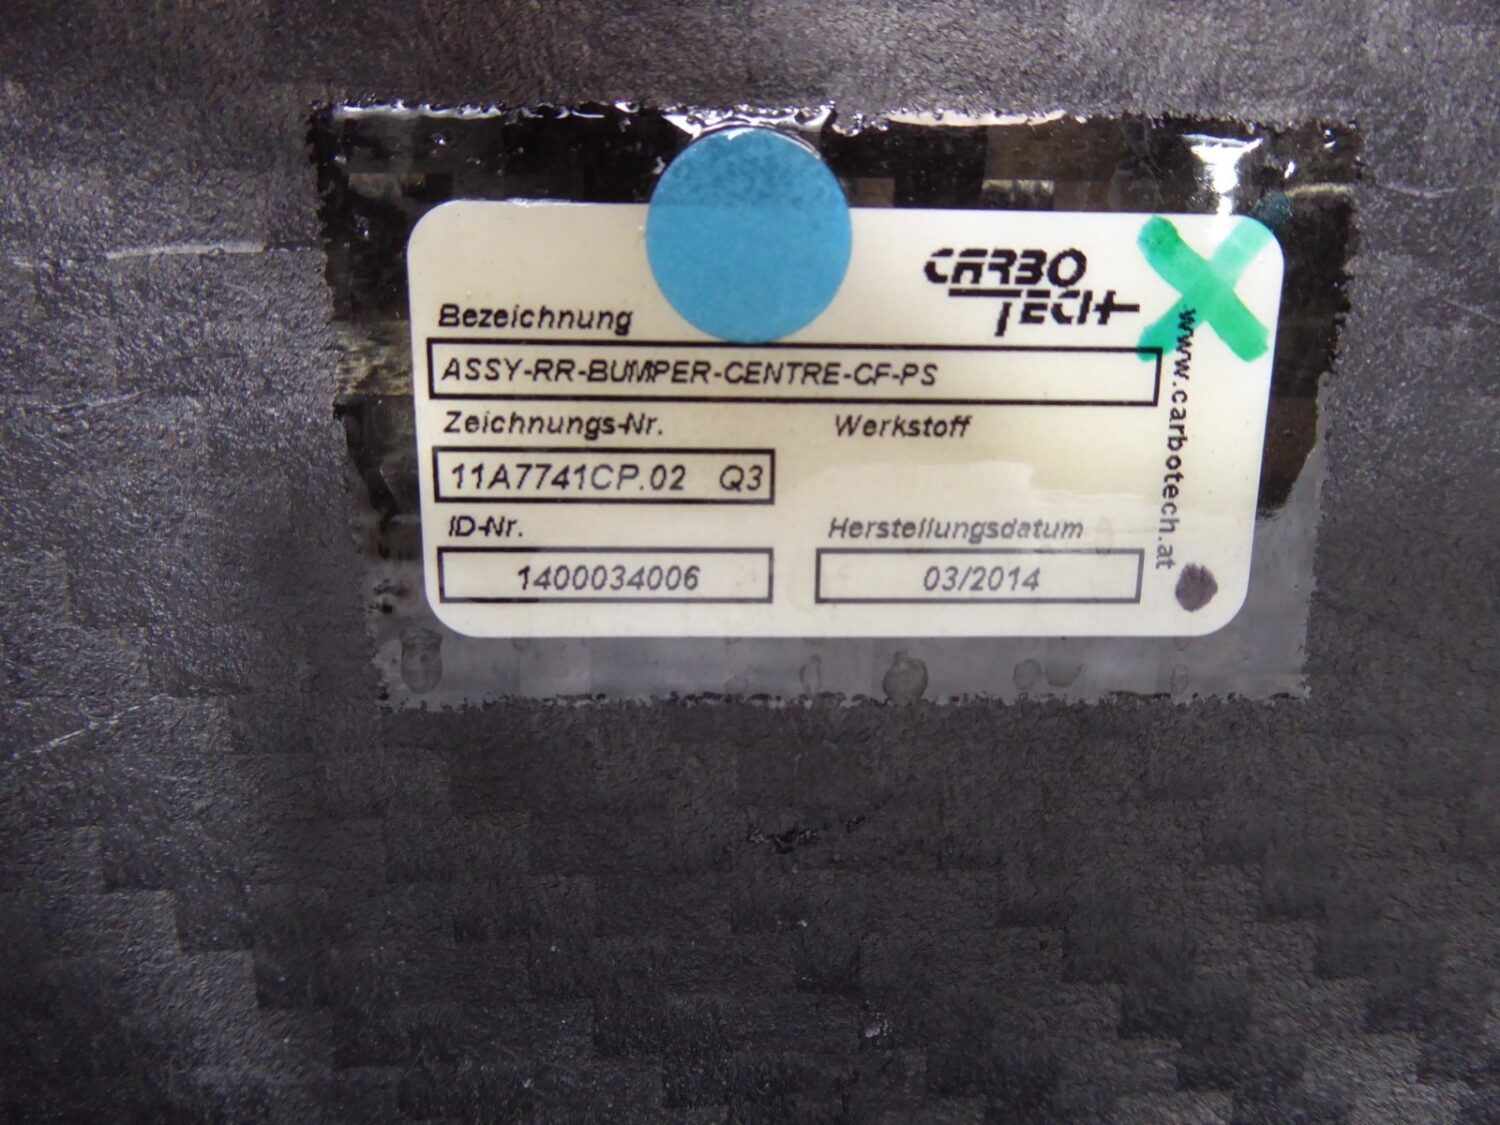 CARBO
TECH
Bezeichnung
ASSY-RR-BUMPER-CENTRE-CF-PS
Zeichnungs-Nr.
Werkstoff
11A7741CP.02 Q3
ID-Nr.
Herstellungsdatum
1400034006
03/2014
www.carbotech.at